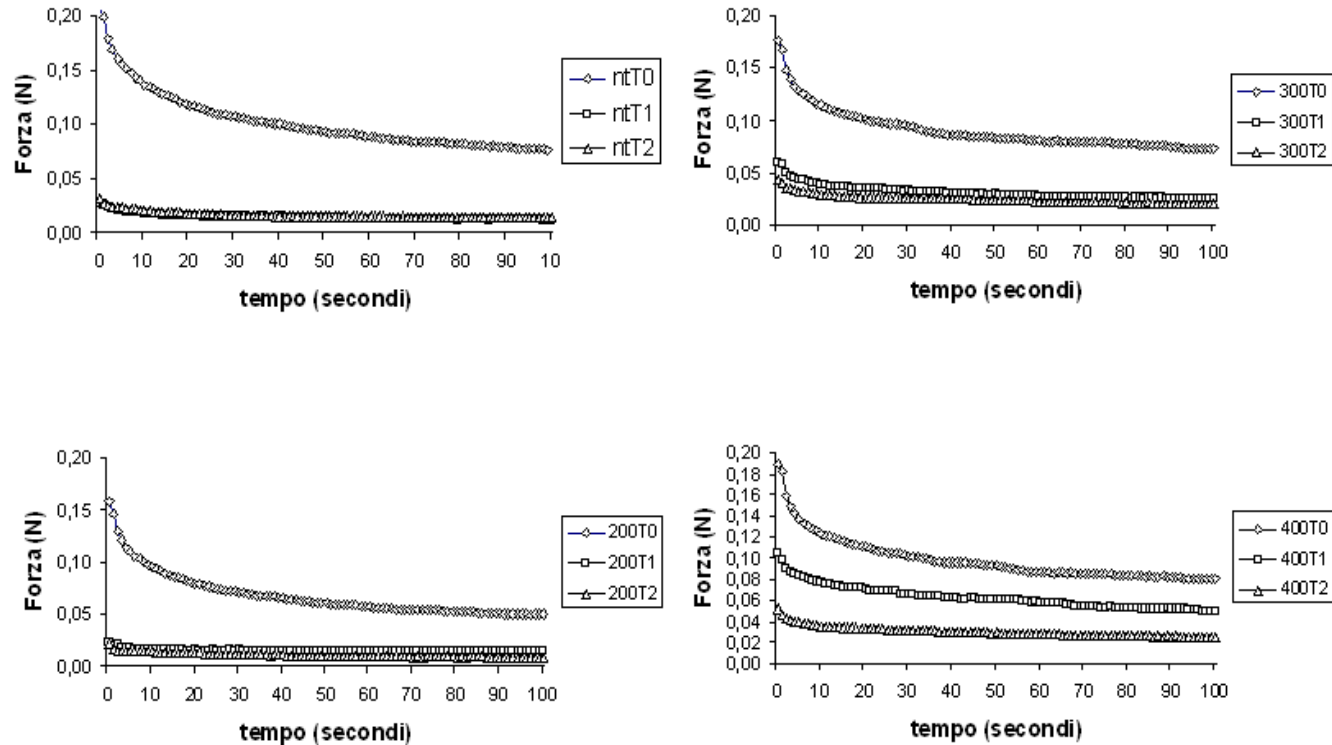 Forza (N)
0,20
0,15
0,10
0,05
0,00
0 10 20 30 40 50 60 70 80 90 10
tempo (secondi)
ntT0
ntT1
ntT2
Forza (N)
0,20
0,15
0,10
0,05
0,00
0 10 20 30 40 50 60 70 80 90 100
tempo (secondi)
300T0
300T1
300T2
Forza (N)
0,20
0,15
0,10
0,05
0,00
0 10 20 30 40 50 60 70 80 90 100
tempo (secondi)
200T0
200T1
200T2
Forza (N)
0,20
0,18
0,16
0,14
0,12
0,10
0,08
0,06
0,04
0,02
0,00
0 10 20 30 40 50 60 70 80 90 100
tempo (secondi)
400T0
400T1
400T2